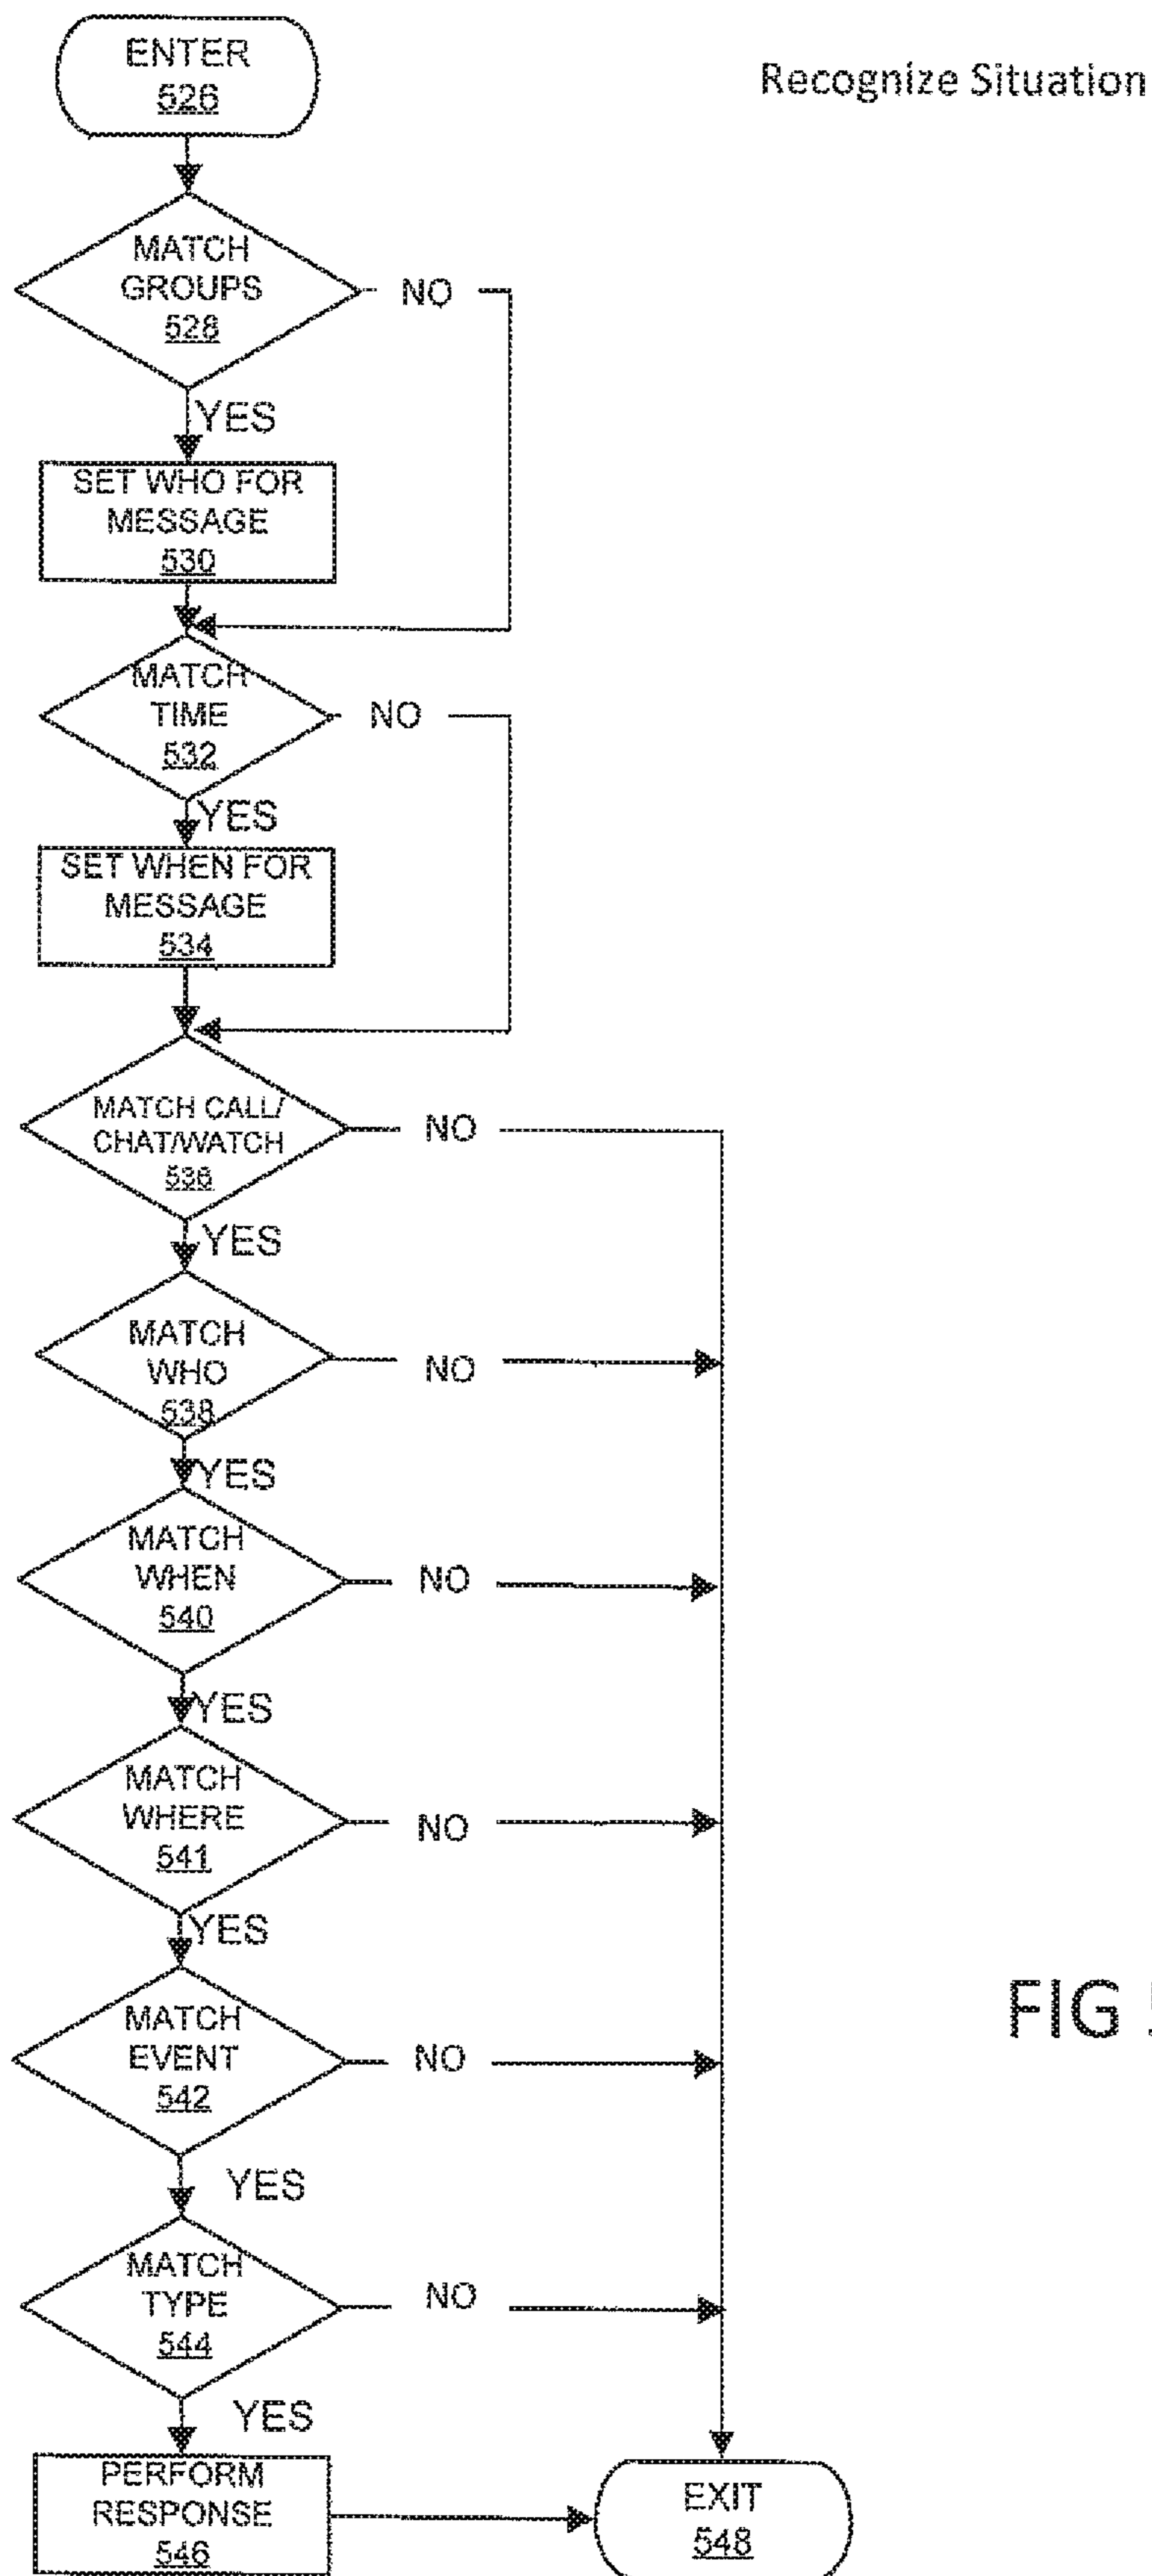 ENTER
526
Recognize Situation
MATCH
GROUPS
528
NO
YES
SET WHO FOR
MESSAGE
530
MATCH
TIME
532
NO
YES
SET WHEN FOR
MESSAGE
534
MATCH CALL/
CHAT/WATCH
536
NO
YES
MATCH
WHO
538
NO
YES
MATCH
WHEN
540
NO
YES
MATCH
WHERE
541
NO
YES
MATCH
EVENT
542
NO
YES
MATCH
TYPE
544
NO
YES
PERFORM
RESPONSE
546
EXIT
548
FIG